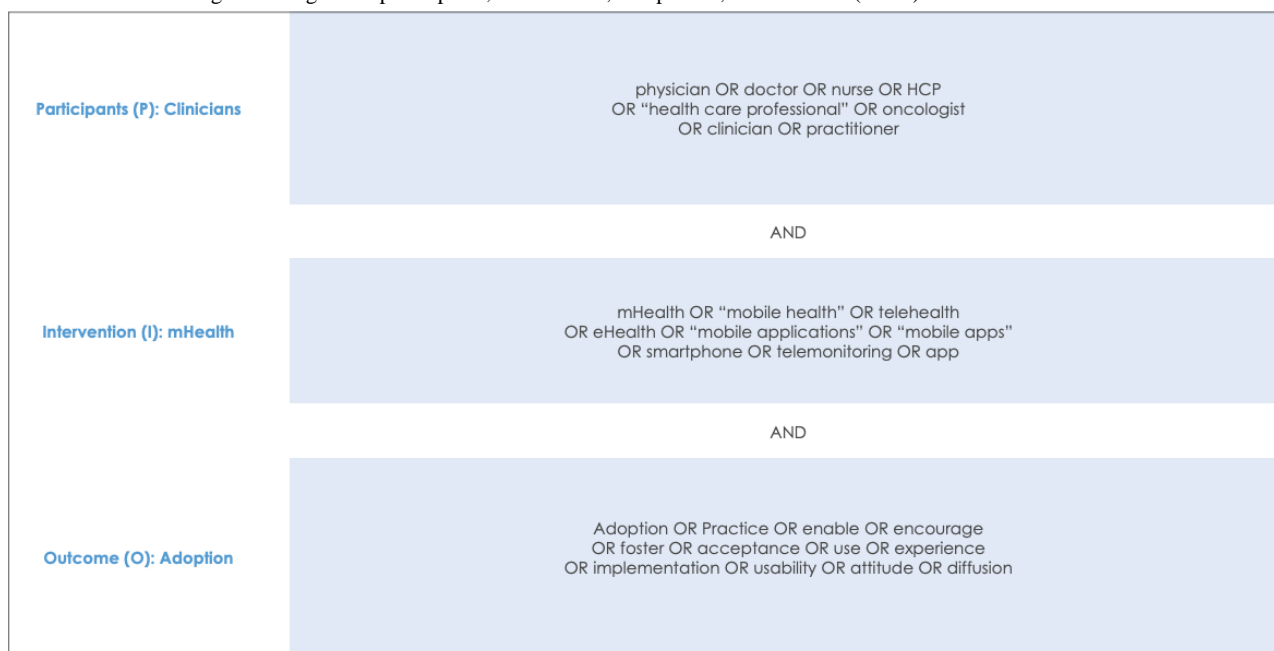 Participants (P): Clinicians
physician OR doctor OR nurse OR HCP
OR “health care professional” OR oncologist
OR clinician OR practitioner
AND
Intervention (I): mHealth
mHealth OR “mobile health” OR telehealth
OR eHealth OR “mobile applications” OR “mobile apps”
OR smartphone OR telemonitoring OR app
AND
Outcome (O): Adoption
Adoption OR Practice OR enable OR encourage
OR foster OR acceptance OR use OR experience
OR implementation OR usability OR attitude OR diffusion